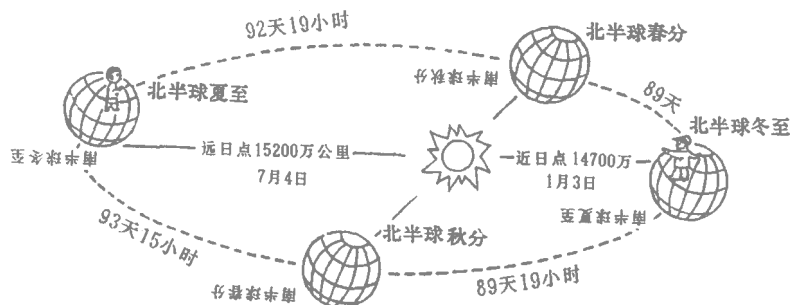 92天19小时
北半球春分
南半球秋分
89天
北半球夏至
北半球冬至
南半球冬至
远日点15200万公里
7月4日
近日点14700万
1月3日
南半球夏至
93天15小时
北半球秋分
南半球春分
89天19小时